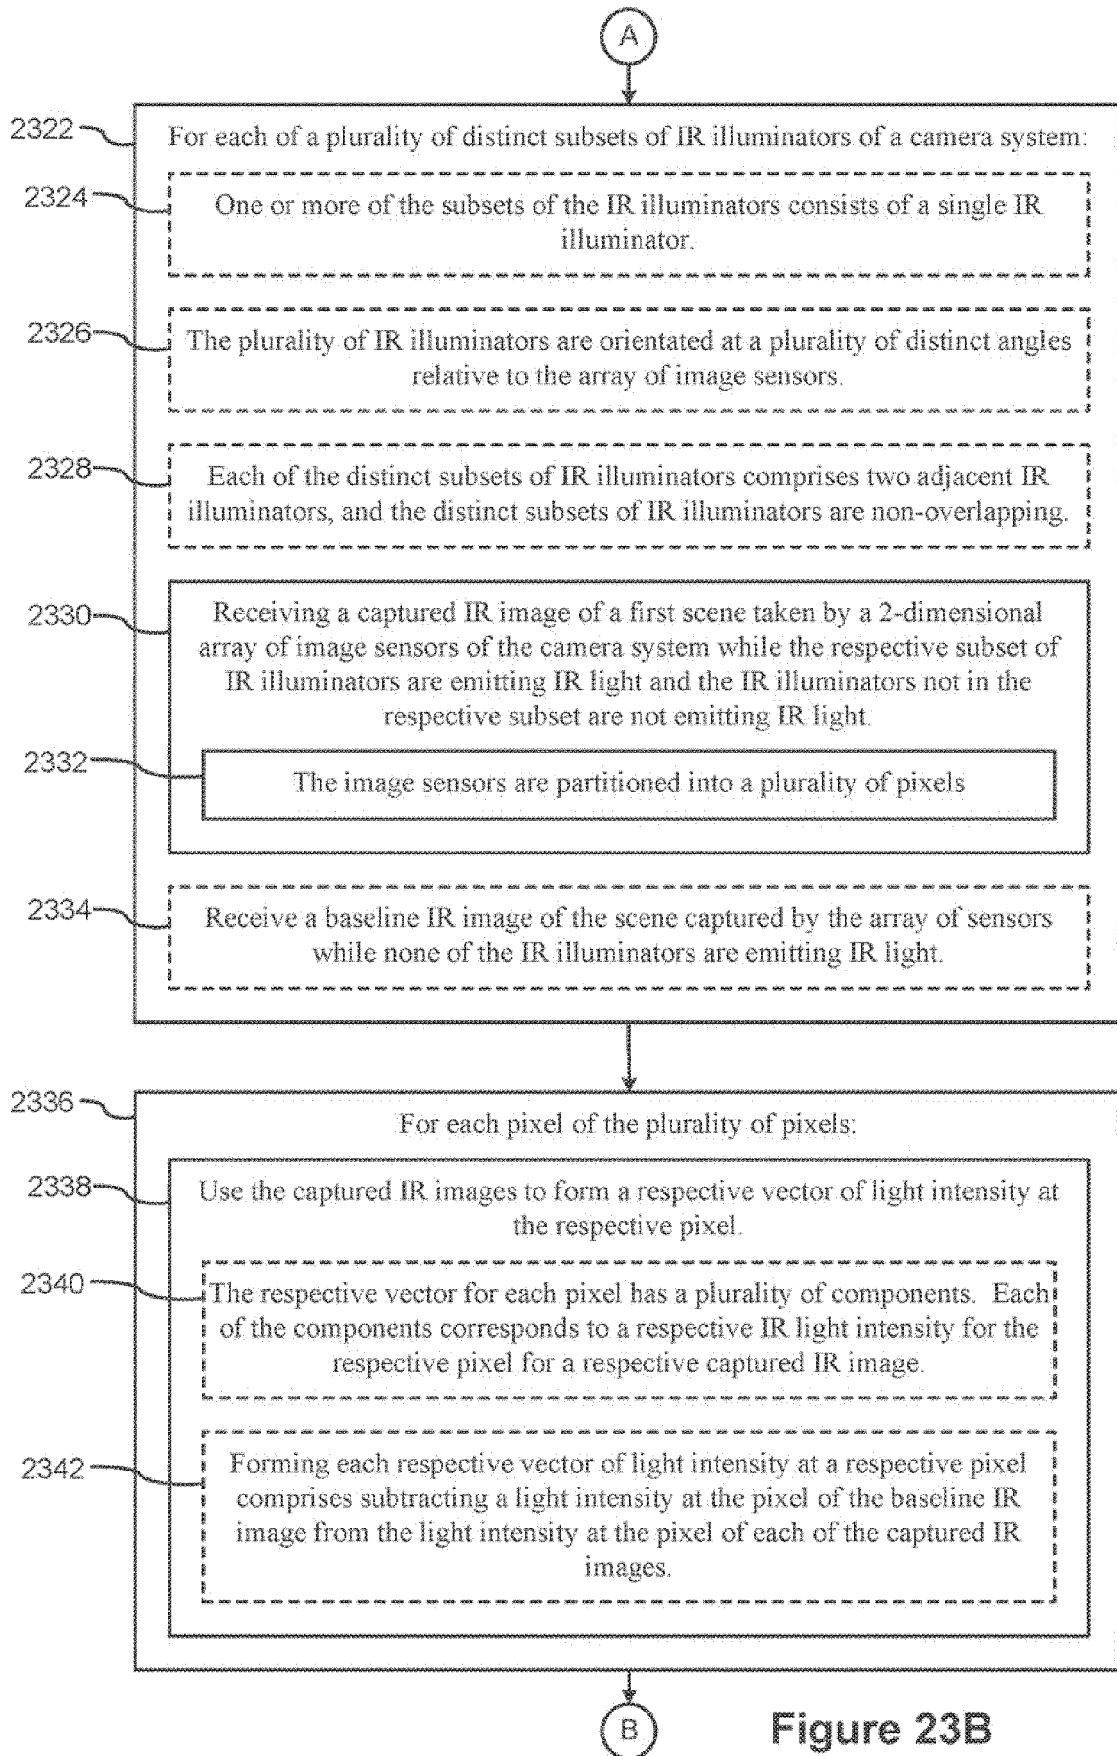 A
2322
For each of a plurality of distinct subsets of IR illuminators of a camera system:
2324
One or more of the subsets of the IR illuminators consists of a single IR
illuminator.
2326
The plurality of IR illuminators are orientated at a plurality of distinct angles
relative to the array of image sensors.
2328
Each of the distinct subsets of IR illuminators comprises two adjacent IR
illuminators, and the distinct subsets of IR illuminators are non-overlapping.
2330
Receiving a captured IR image of a first scene taken by a 2-dimensional
array of image sensors of the camera system while the respective subset of
IR illuminators are emitting IR light and the IR illuminators not in the
respective subset are not emitting IR light.
2332
The image sensors are partitioned into a plurality of pixels
2334
Receive a baseline IR image of the scene captured by the array of sensors
while none of the IR illuminators are emitting IR light.
2336
For each pixel of the plurality of pixels:
2338
Use the captured IR images to form a respective vector of light intensity at
the respective pixel.
2340
The respective vector for each pixel has a plurality of components. Each
of the components corresponds to a respective IR light intensity for the
respective pixel for a respective captured IR image.
2342
Forming each respective vector of light intensity at a respective pixel
comprises subtracting a light intensity at the pixel of the baseline IR
image from the light intensity at the pixel of each of the captured IR
images.
B
Figure 23B